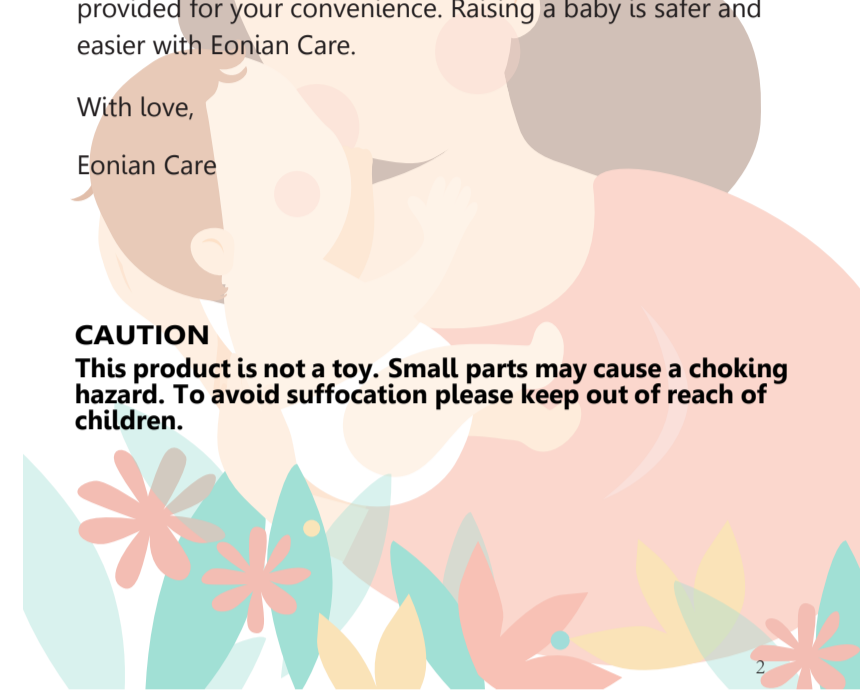 provided for your convenience. Raising a baby is safer and
easier with Eonian Care.
With love,
Eonian Care
CAUTION
This product is not a toy. Small parts may cause a choking
hazard. To avoid suffocation please keep out of reach of
children.
2